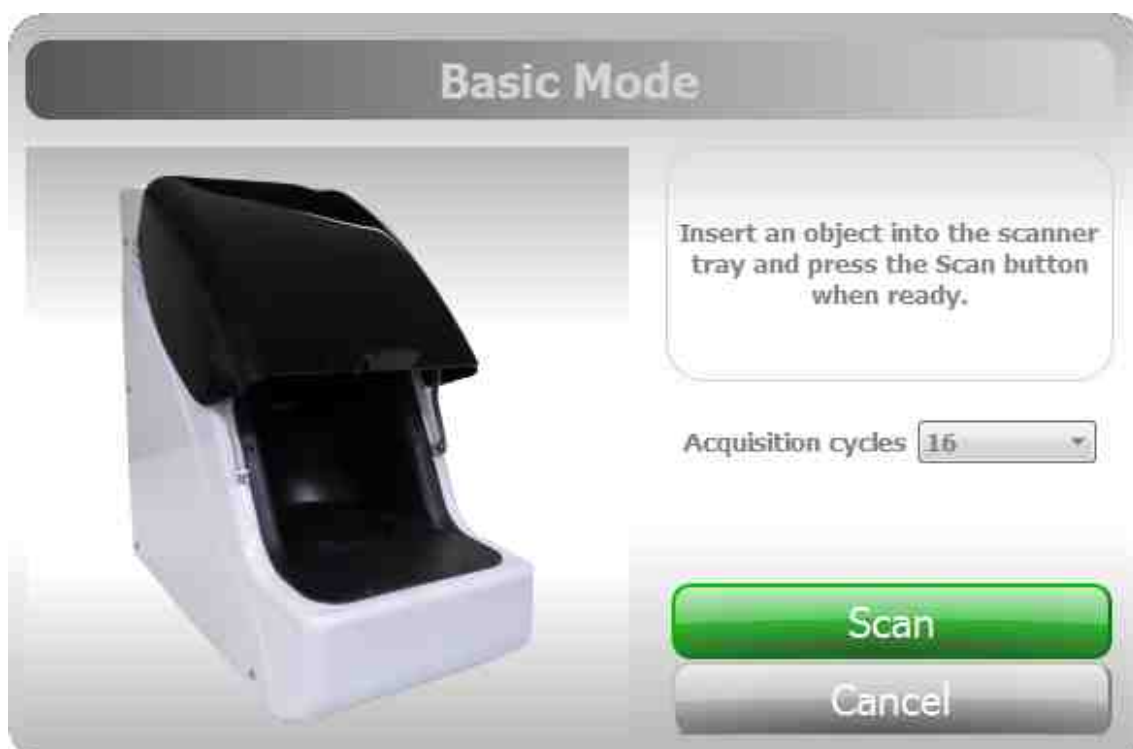 Basic Mode
Insert an object into the scanner
tray and press the Scan button
when ready.
Acquisition cycles 16
Scan
Cancel